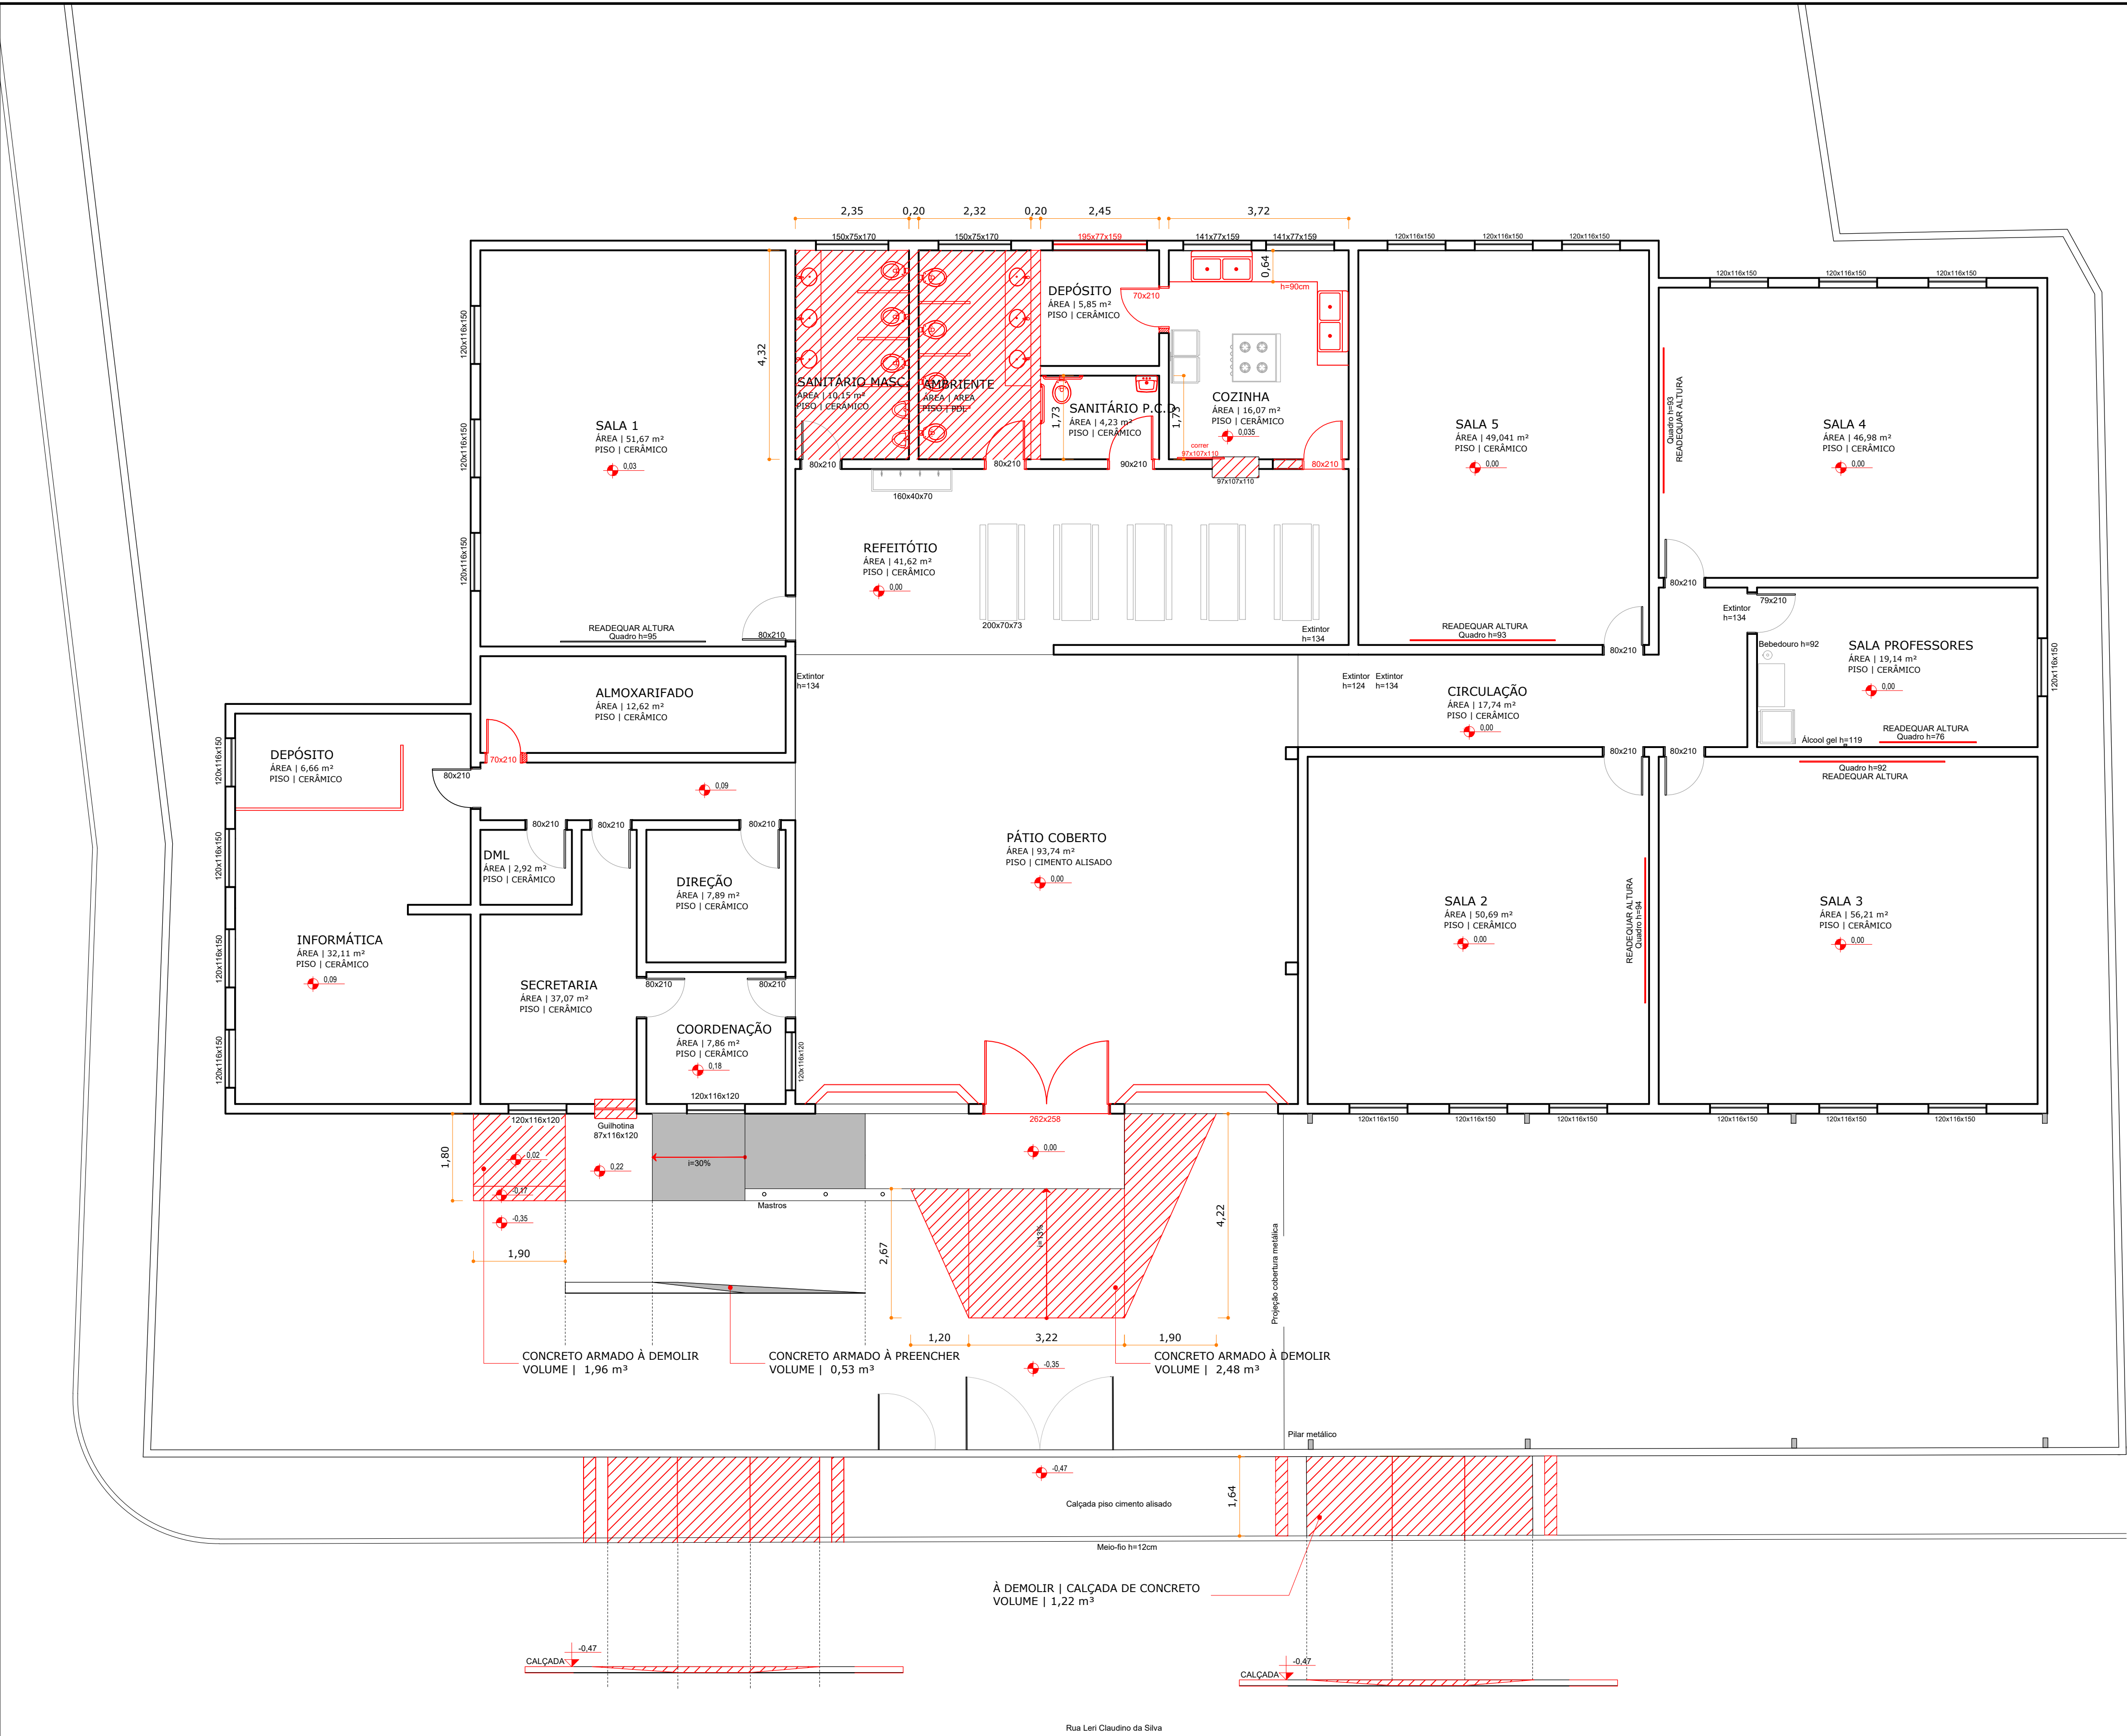 2,35
0,20
2,32
0,20
2,45
3,72
150x75x170
150x75x170
195x77x159
141x77x159
141x77x159
120x116x150
120x116x150
120x116x150
120x116x150
120x116x150
120x116x150
4,32
0,64
h=90cm
DEPÓSITO
ÁREA | 5,85 m²
PISO | CERÂMICO
70x210
120x116x150
120x116x150
120x116x150
SANITÁRIO MASC.
ÁREA | 10,15 m²
PISO | CERÂMICO
AMBRIENTE
ÁREA | AREA
PISO | PDL
SANITÁRIO P.C.D
ÁREA | 4,23 m²
PISO | CERÂMICO
1,73
1,73
COZINHA
ÁREA | 16,07 m²
PISO | CERÂMICO
0,035
correr
97x107x110
97x107x110
80x210
80x210
80x210
90x210
80x210
160x40x70
SALA 1
ÁREA | 51,67 m²
PISO | CERÂMICO
0,03
SALA 5
ÁREA | 49,041 m²
PISO | CERÂMICO
0,00
Quadro h=93
READEQUAR ALTURA
SALA 4
ÁREA | 46,98 m²
PISO | CERÂMICO
0,00
REFEITÓTIO
ÁREA | 41,62 m²
PISO | CERÂMICO
0,00
200x70x73
Extintor
h=134
READEQUAR ALTURA
Quadro h=95
80x210
READEQUAR ALTURA
Quadro h=93
80x210
80x210
79x210
Extintor
h=134
Bebedouro h=92
SALA PROFESSORES
ÁREA | 19,14 m²
PISO | CERÂMICO
0,00
120x116x150
READEQUAR ALTURA
Quadro h=76
Álcool gel h=119
Extintor
h=134
Extintor
h=124
Extintor
h=134
CIRCULAÇÃO
ÁREA | 17,74 m²
PISO | CERÂMICO
0,00
ALMOXARIFADO
ÁREA | 12,62 m²
PISO | CERÂMICO
70x210
DEPÓSITO
ÁREA | 6,66 m²
PISO | CERÂMICO
80x210
0,09
80x210
80x210
Quadro h=92
READEQUAR ALTURA
120x116x150
120x116x150
120x116x150
120x116x150
80x210
80x210
80x210
DML
ÁREA | 2,92 m²
PISO | CERÂMICO
DIREÇÃO
ÁREA | 7,89 m²
PISO | CERÂMICO
PÁTIO COBERTO
ÁREA | 93,74 m²
PISO | CIMENTO ALISADO
0,00
SALA 2
ÁREA | 50,69 m²
PISO | CERÂMICO
0,00
READEQUAR ALTURA
Quadro h=94
SALA 3
ÁREA | 56,21 m²
PISO | CERÂMICO
0,00
INFORMÁTICA
ÁREA | 32,11 m²
PISO | CERÂMICO
0,09
SECRETARIA
ÁREA | 37,07 m²
PISO | CERÂMICO
80x210
80x210
COORDENAÇÃO
ÁREA | 7,86 m²
PISO | CERÂMICO
0,18
120x116x120
120x116x120
120x116x120
Guilhotina
87x116x120
262x258
120x116x150
120x116x150
120x116x150
120x116x150
120x116x150
120x116x150
1,80
0,02
0,22
-0,17
-0,35
i=30%
Mastros
0,00
i=13%
1,90
2,67
4,22
Projeção cobertura metálica
1,20
3,22
1,90
CONCRETO ARMADO À DEMOLIR
VOLUME | 1,96 m³
CONCRETO ARMADO À PREENCHER
VOLUME | 0,53 m³
CONCRETO ARMADO À DEMOLIR
VOLUME | 2,48 m³
-0,35
Pilar metálico
-0,47
1,64
Calçada piso cimento alisado
Meio-fio h=12cm
À DEMOLIR | CALÇADA DE CONCRETO
VOLUME | 1,22 m³
-0,47
CALÇADA
-0,47
CALÇADA
Rua Leri Claudino da Silva